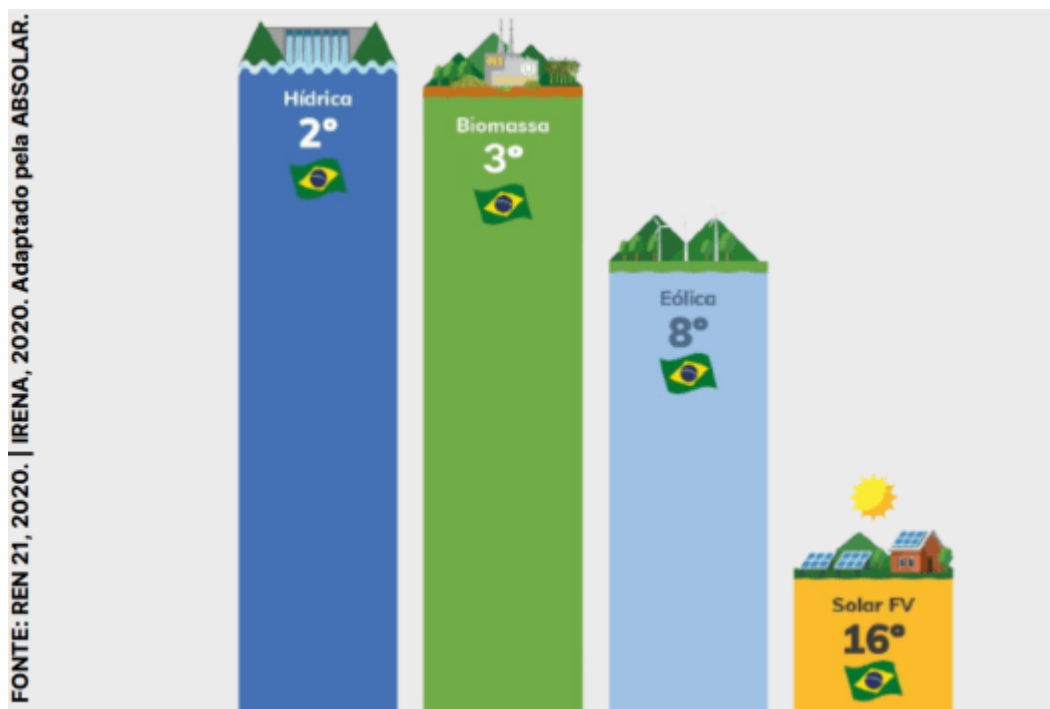 FONTE: REN 21, 2020. | IRENA, 2020. Adaptado pela ABSOLAR.
Hídrica
2º
Biomassa
3º
Eólica
8º
Solar FV
16º